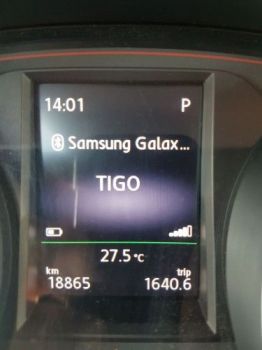 14:01 P
Samsung Galax...
TIGO
27.5 °C
km trip
18865 1640.6